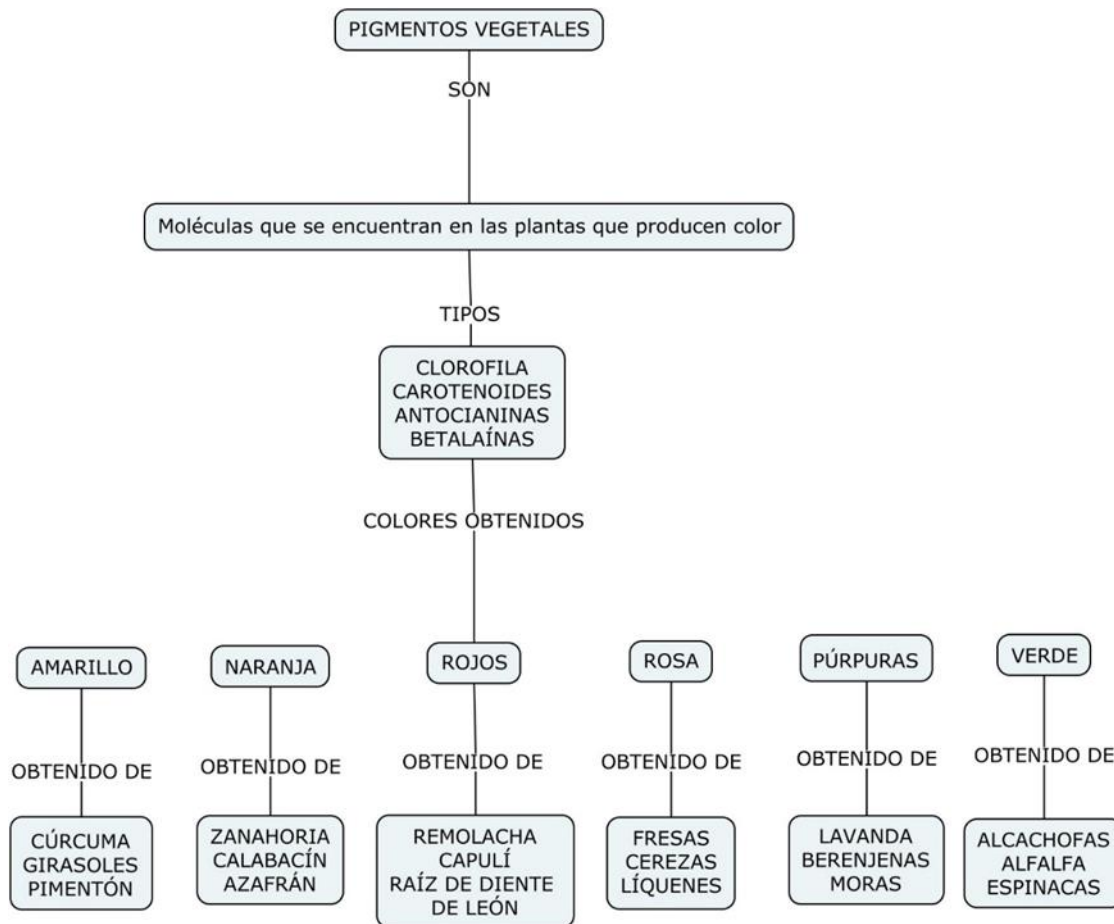 PIGMENTOS VEGETALES
SON
Moléculas que se encuentran en las plantas que producen color
TIPOS
CLOROFILA
CAROTENOIDES
ANTOCIANINAS
BETALAÍNAS
COLORES OBTENIDOS
AMARILLO
NARANJA
ROJOS
ROSA
PÚRPURAS
VERDE
OBTENIDO DE
OBTENIDO DE
OBTENIDO DE
OBTENIDO DE
OBTENIDO DE
OBTENIDO DE
CÚRCUMA
GIRASOLES
PIMENTÓN
ZANAHORIA
CALABACÍN
AZAFRÁN
REMOLACHA
CAPULÍ
RAÍZ DE DIENTE
DE LEÓN
FRESAS
CEREZAS
LÍQUENES
LAVANDA
BERENJENAS
MORAS
ALCACHOFAS
ALFALFA
ESPINACAS